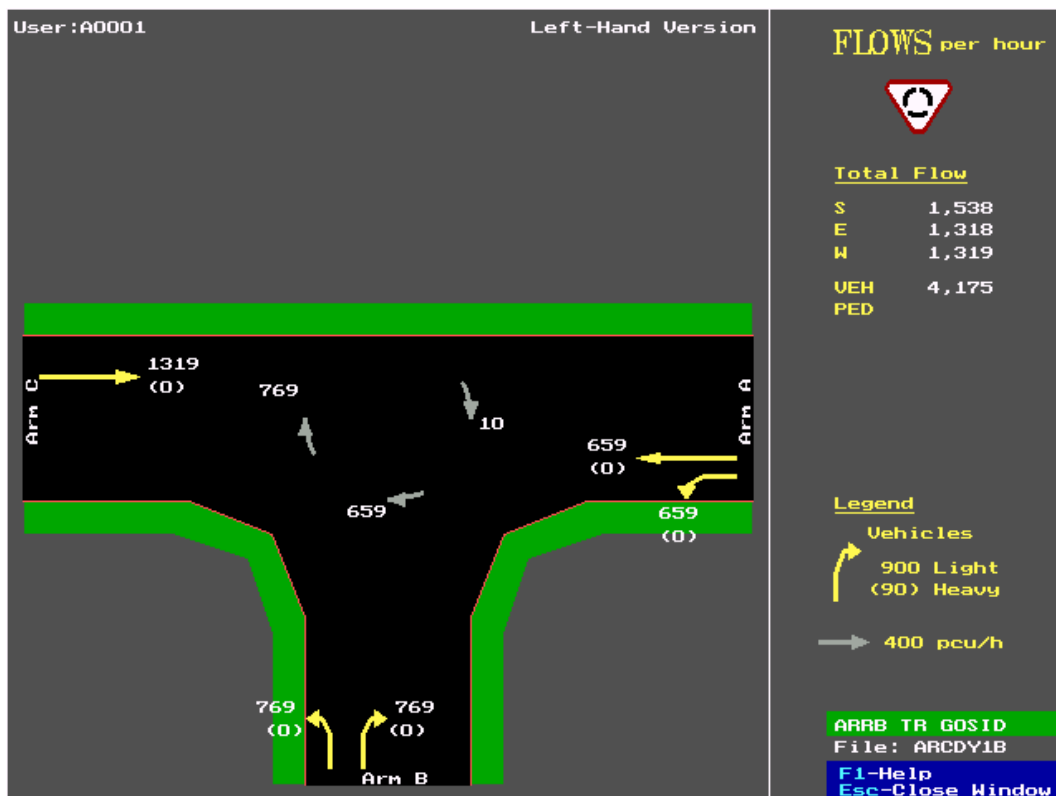 User:A0001
Left-Hand Version
FLOWS per hour
Total Flow
S 1,538
E 1,318
W 1,319
VEH 4,175
PED
1319
(0)
769
10
Arm C
Arm A
659
(0)
659
659
(0)
Legend
Vehicles
900 Light
(90) Heavy
400 pcu/h
769
(0)
769
(0)
Arm B
ARRB TR GOSID
File: ARCDY1B
F1-Help
Esc-Close Window